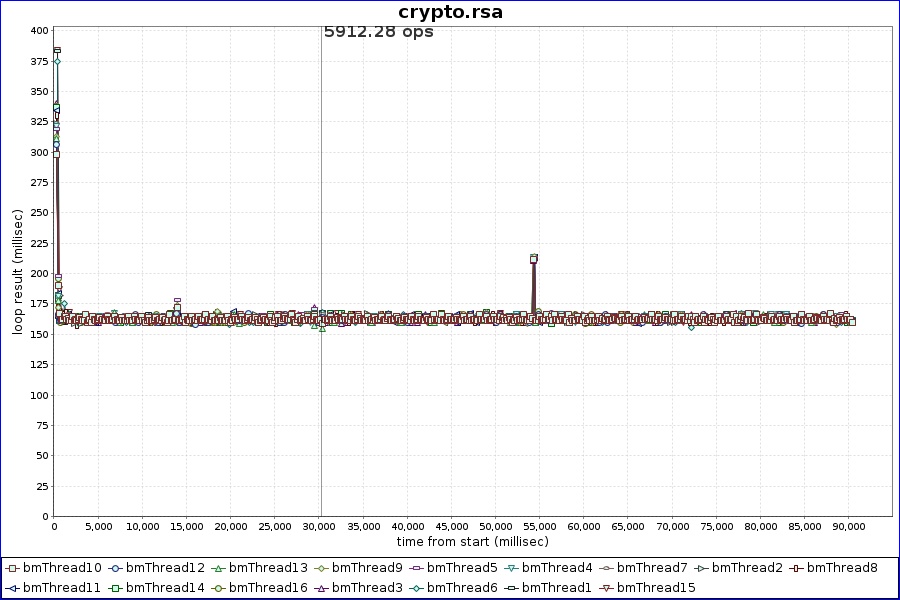 crypto.rsa
5912.28 ops
400
375
350
325
300
275
250
225
200
175
150
125
100
75
50
25
0
loop result (millisec)
0 5,000 10,000 15,000 20,000 25,000 30,000 35,000 40,000 45,000 50,000 55,000 60,000 65,000 70,000 75,000 80,000 85,000 90,000
time from start (millisec)
bmThread10 bmThread12 bmThread13 bmThread9 bmThread5 bmThread4 bmThread7 bmThread2 bmThread8
bmThread11 bmThread14 bmThread16 bmThread3 bmThread6 bmThread1 bmThread15